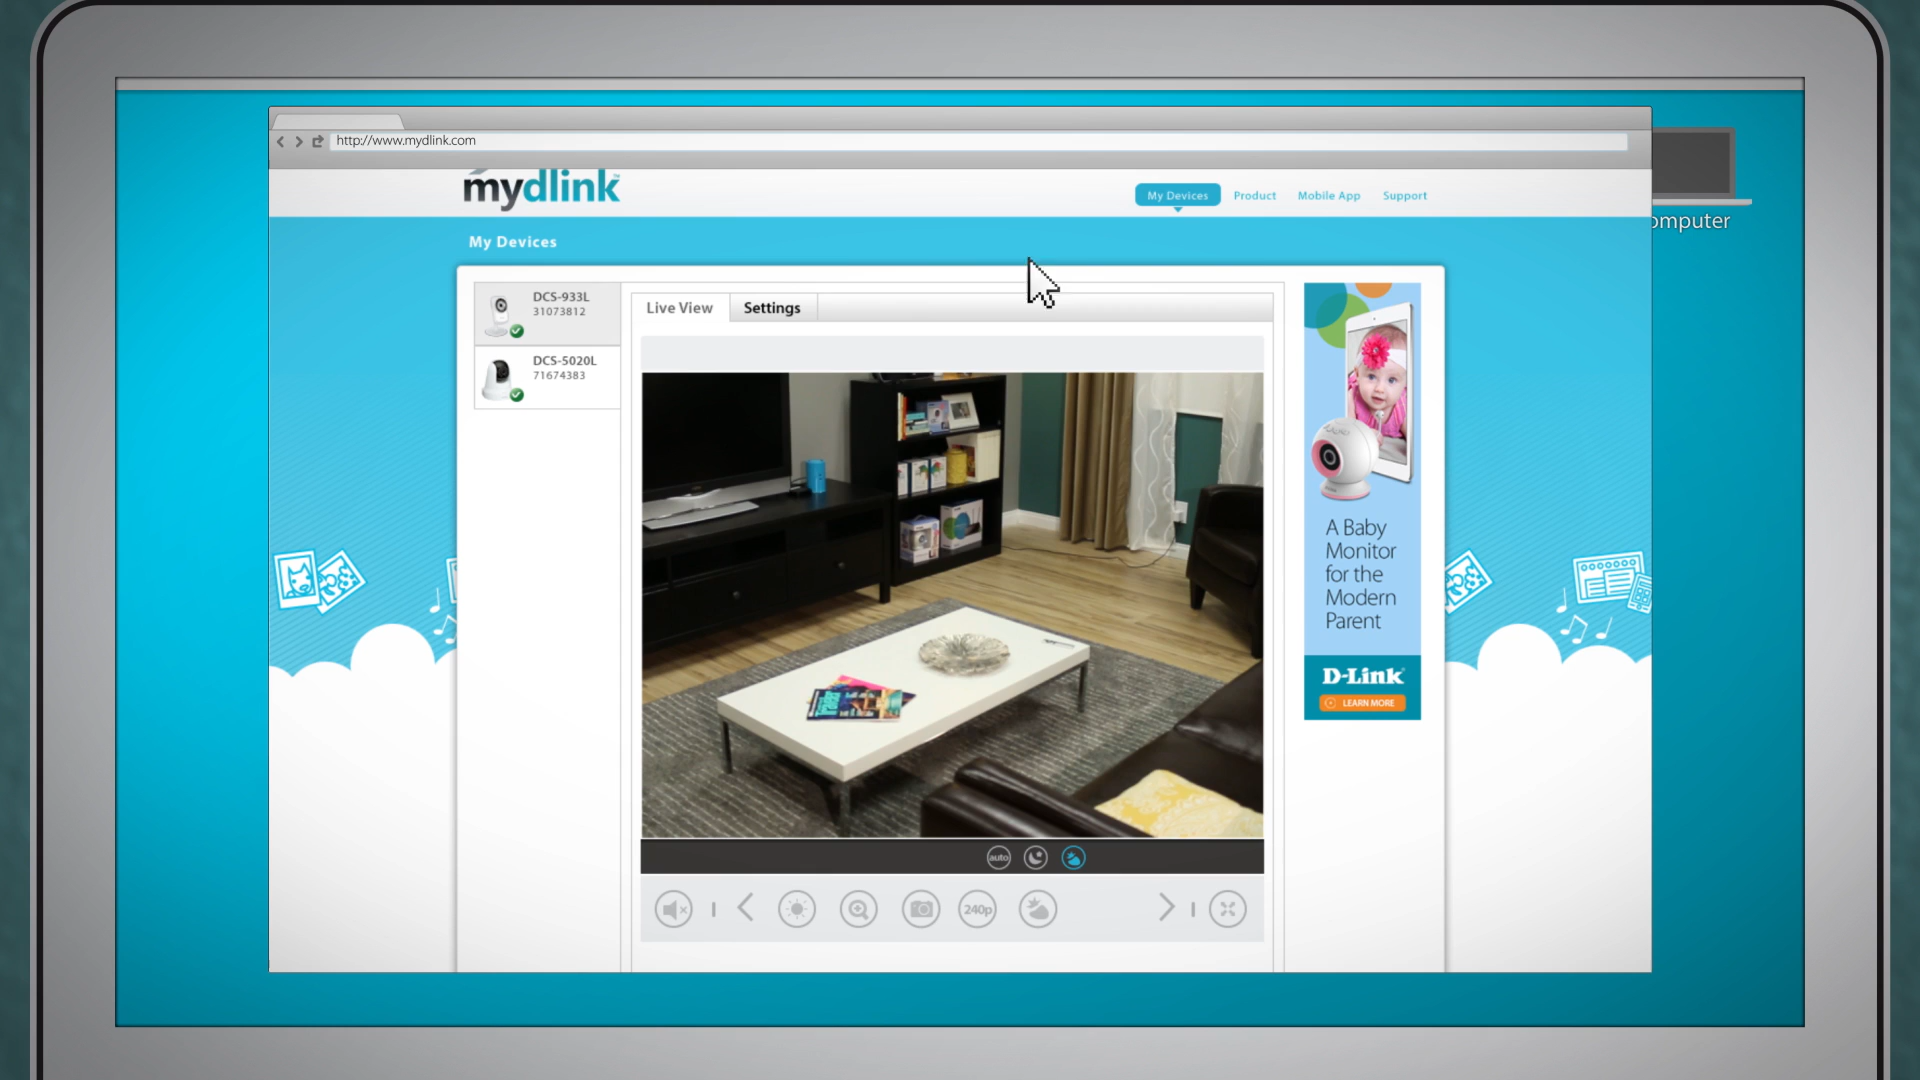 http://www.mydlink.com
mydlink
My Devices
Product
Mobile App
Support
omputer
My Devices
DCS-933L
31073812
DCS-5020L
71674383
Live View
Settings
A Baby
Monitor
for the
Modern
Parent
D-Link
LEARN MORE
auto
240p